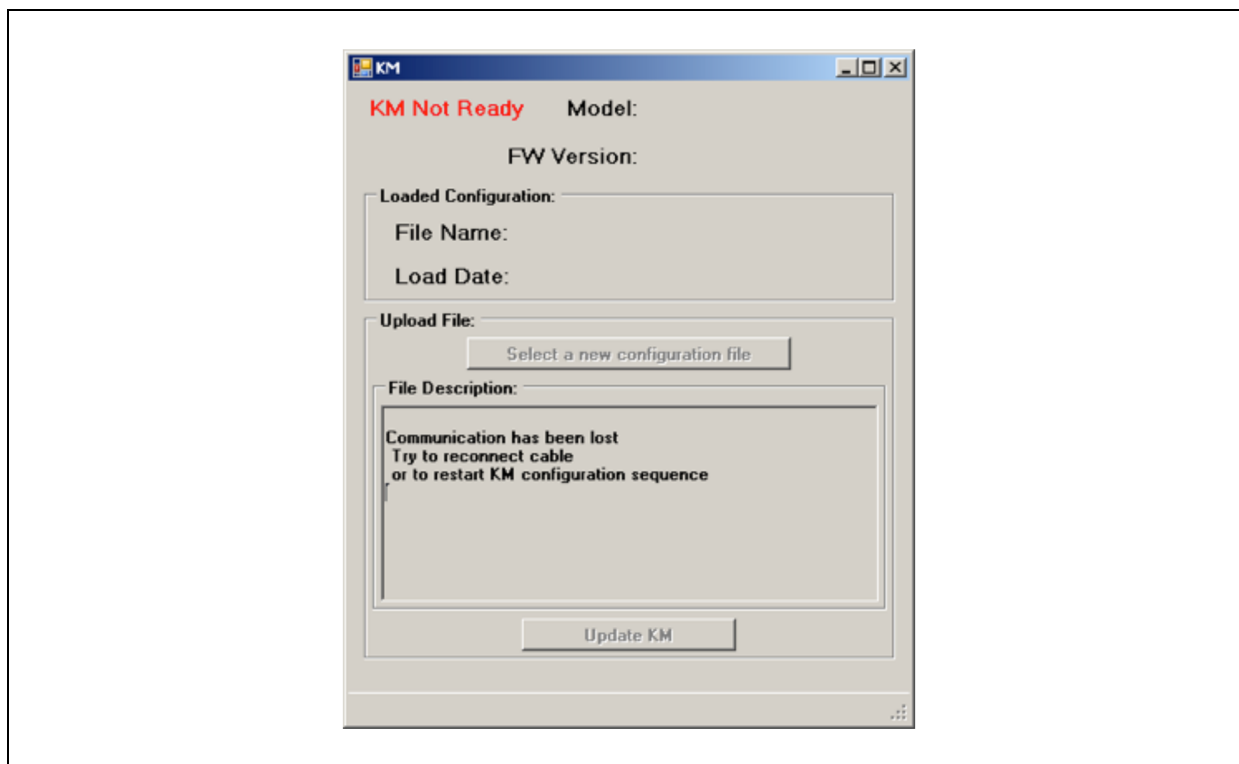 KM
KM Not Ready Model:
FW Version:
Loaded Configuration:
File Name:
Load Date:
Upload File:
Select a new configuration file
File Description:
Communication has been lost
Try to reconnect cable
or to restart KM configuration sequence
Update KM